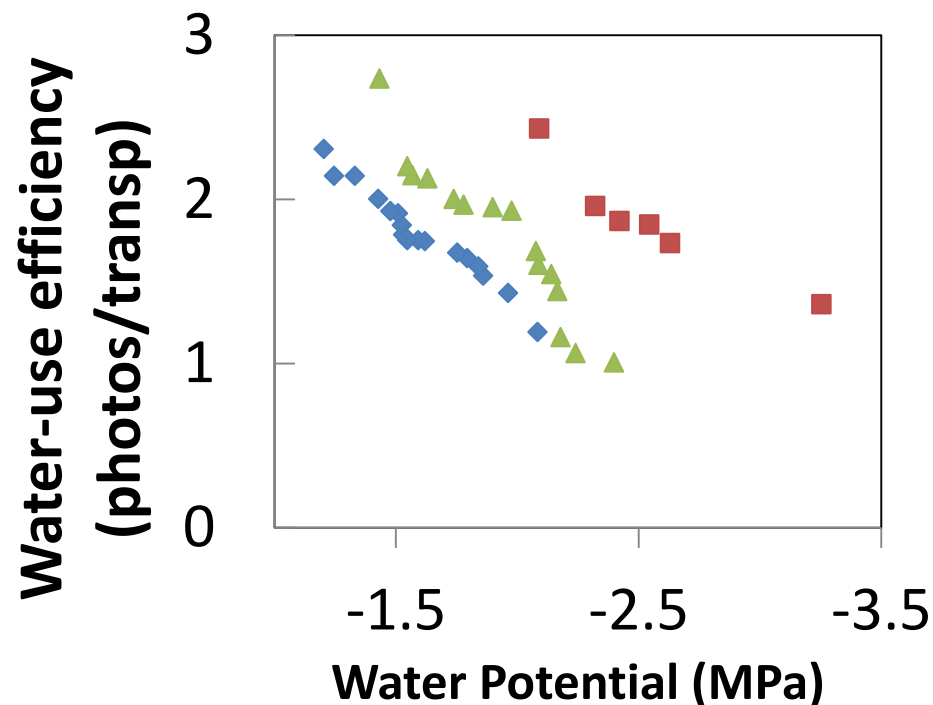 Water-use efficiency
(photos/transp)
3
2
1
0
-1.5 -2.5 -3.5
Water Potential (MPa)